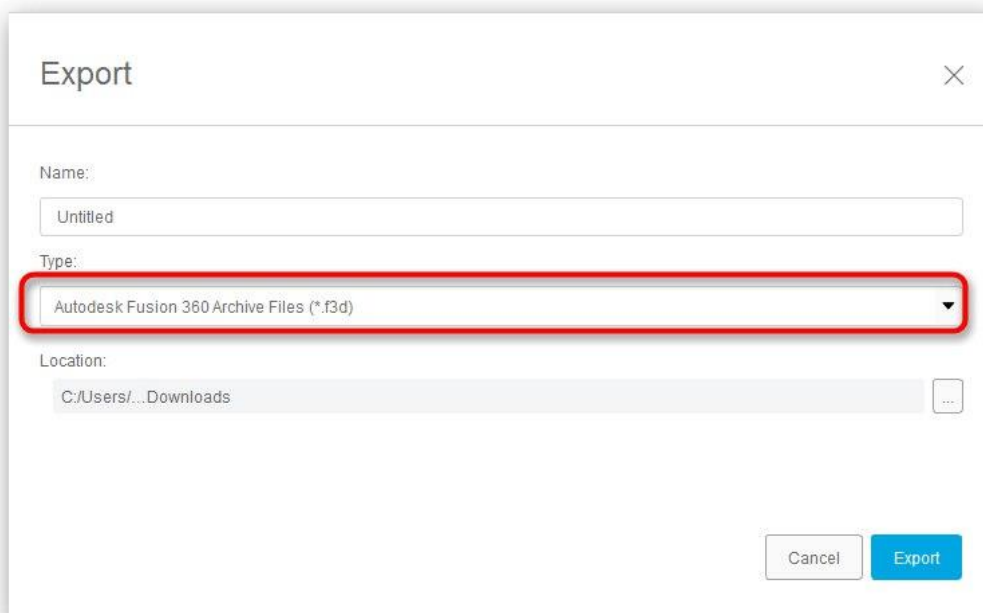 Export
Name:
Untitled
Type:
Autodesk Fusion 360 Archive Files (*.f3d)
Location:
C:/Users/...Downloads
...
Cancel
Export